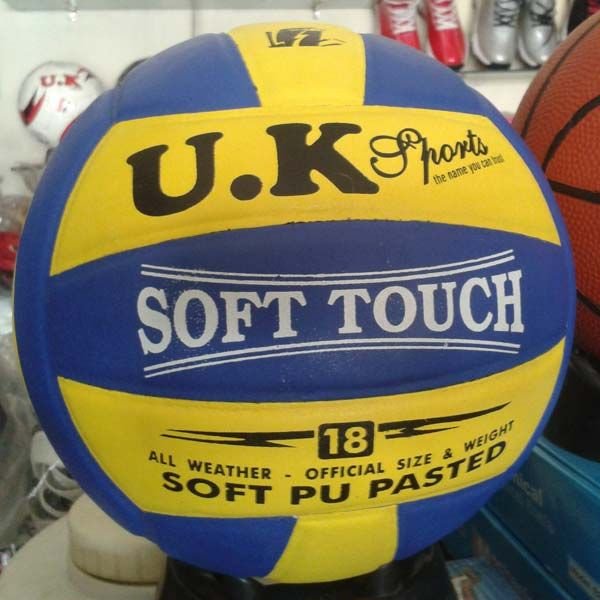 U.K Sports
the name you can trust
SOFT TOUCH
18
ALL WEATHER - OFFICIAL SIZE & WEIGHT
SOFT PU PASTED
U.K